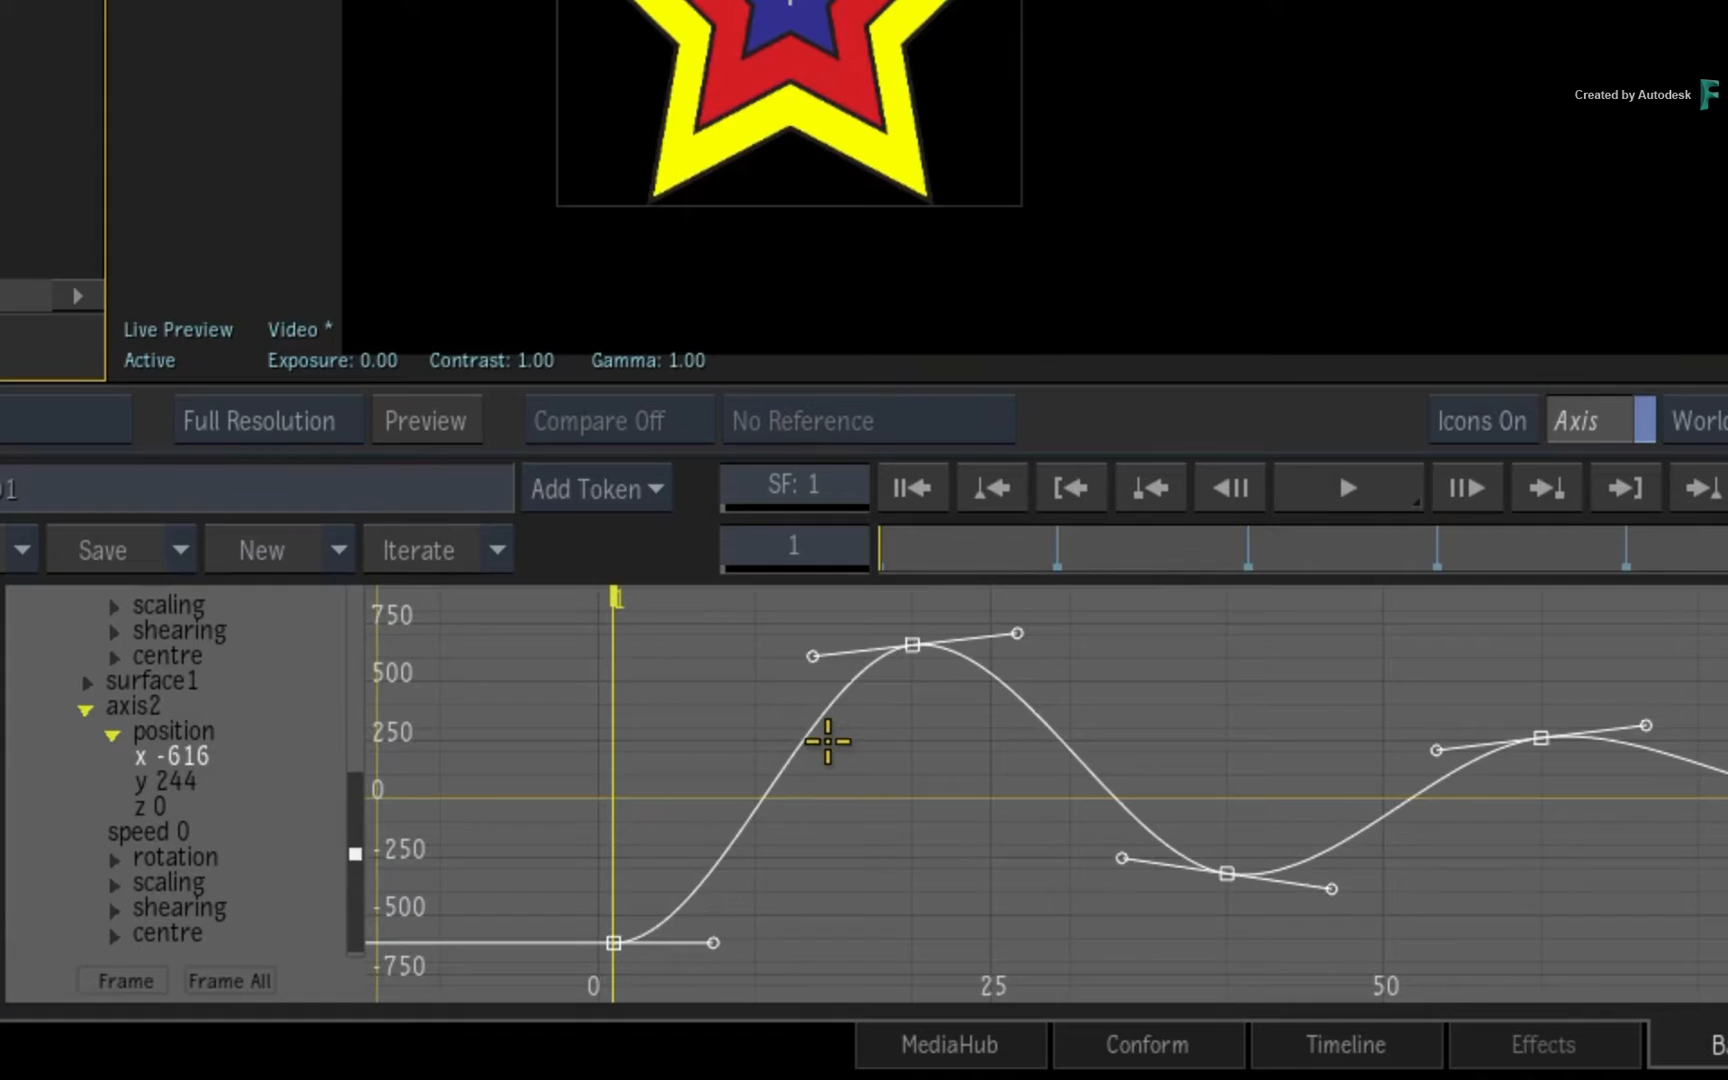 Created by Autodesk
Live Preview Video *
Active Exposure: 0.00 Contrast: 1.00 Gamma: 1.00
Full Resolution Preview Compare Off No Reference Icons On Axis World
01 Add Token SF: 1
Save New Iterate 1
scaling
shearing
centre
surface1
axis2
position
x -616
y 244
z 0
speed 0
rotation
scaling
shearing
centre
Frame Frame All
1
750
500
250
0
-250
-500
-750
0 25 50
MediaHub Conform Timeline Effects